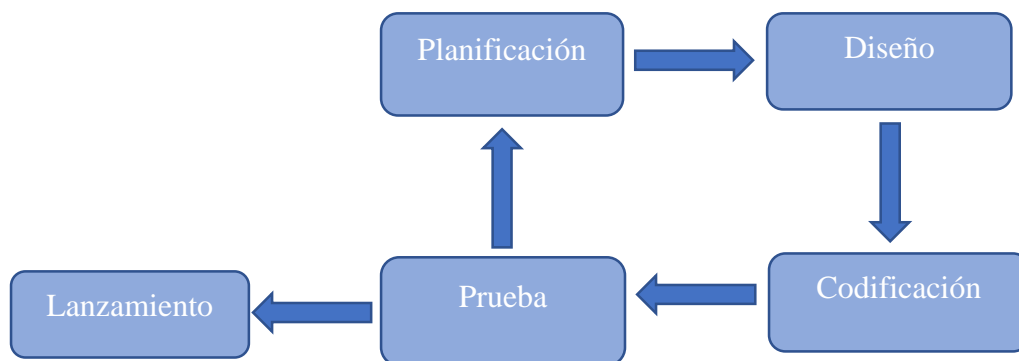 Planificación
Diseño
Codificación
Prueba
Lanzamiento